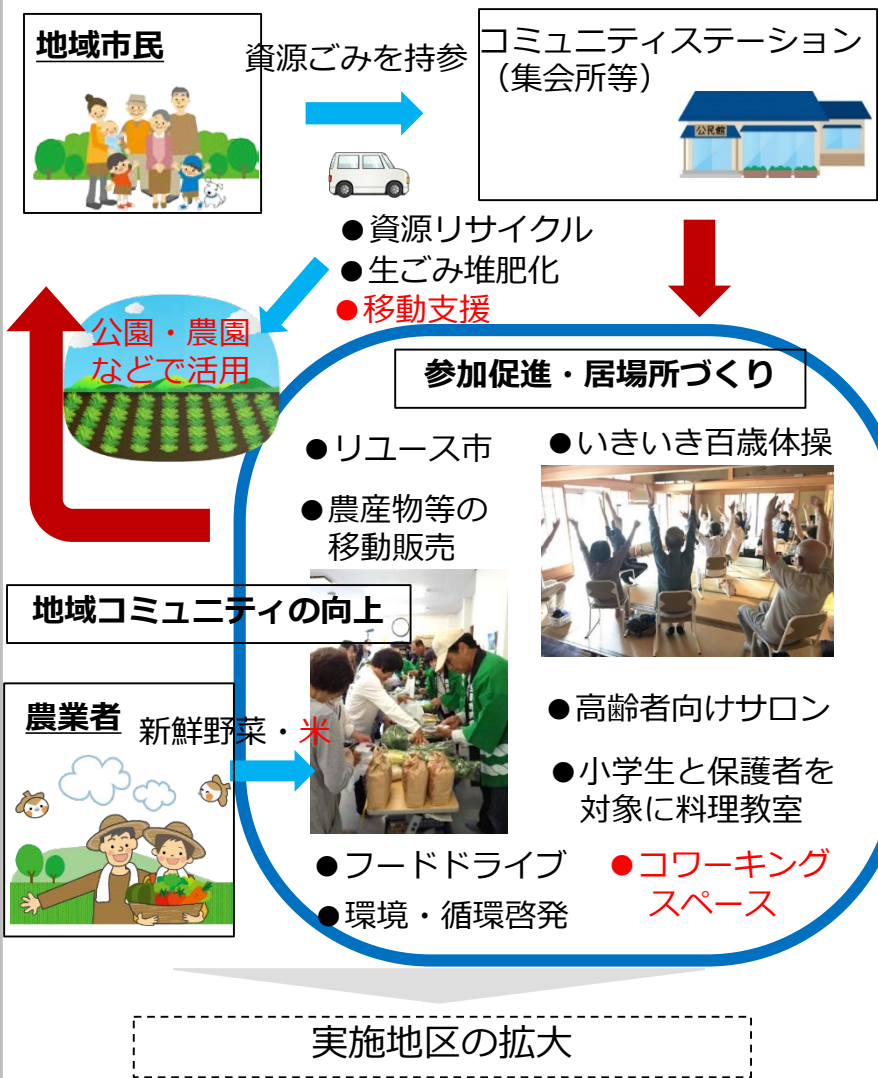 地域市民
資源ごみを持参
コミュニティステーション
（集会所等）
公民館
●資源リサイクル
●生ごみ堆肥化
●移動支援
公園・農園
などで活用
参加促進・居場所づくり
●リユース市
●いきいき百歳体操
●農産物等の
移動販売
地域コミュニティの向上
農業者
新鮮野菜・米
●高齢者向けサロン
●小学生と保護者を
対象に料理教室
●フードドライブ
●コワーキング
スペース
●環境・循環啓発
実施地区の拡大